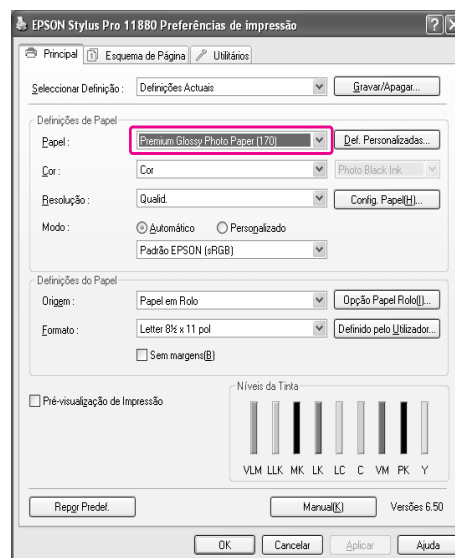 EPSON Stylus Pro 11880 Preferências de impressão
Principal Esquema de Página Utilitários
Seleccionar Definição : Definições Actuais Gravar/Apagar...
Definições de Papel
Papel : Premium Glossy Photo Paper (170) Def. Personalizadas...
Cor : Cor Photo Black Ink
Resolução : Qualid. Config. Papel(H)...
Modo : Automático Personalizado
Padrão EPSON (sRGB)
Definições do Papel
Origem : Papel em Rolo Opção Papel Rolo(I)...
Formato : Letter 8½ x 11 pol Definido pelo Utilizador...
Sem margens(B)
Pré-visualização de Impressão
Níveis da Tinta
VLM LLK MK LK LC C VM PK Y
Repor Predef. Manual(K) Versões 6.50
OK Cancelar Aplicar Ajuda